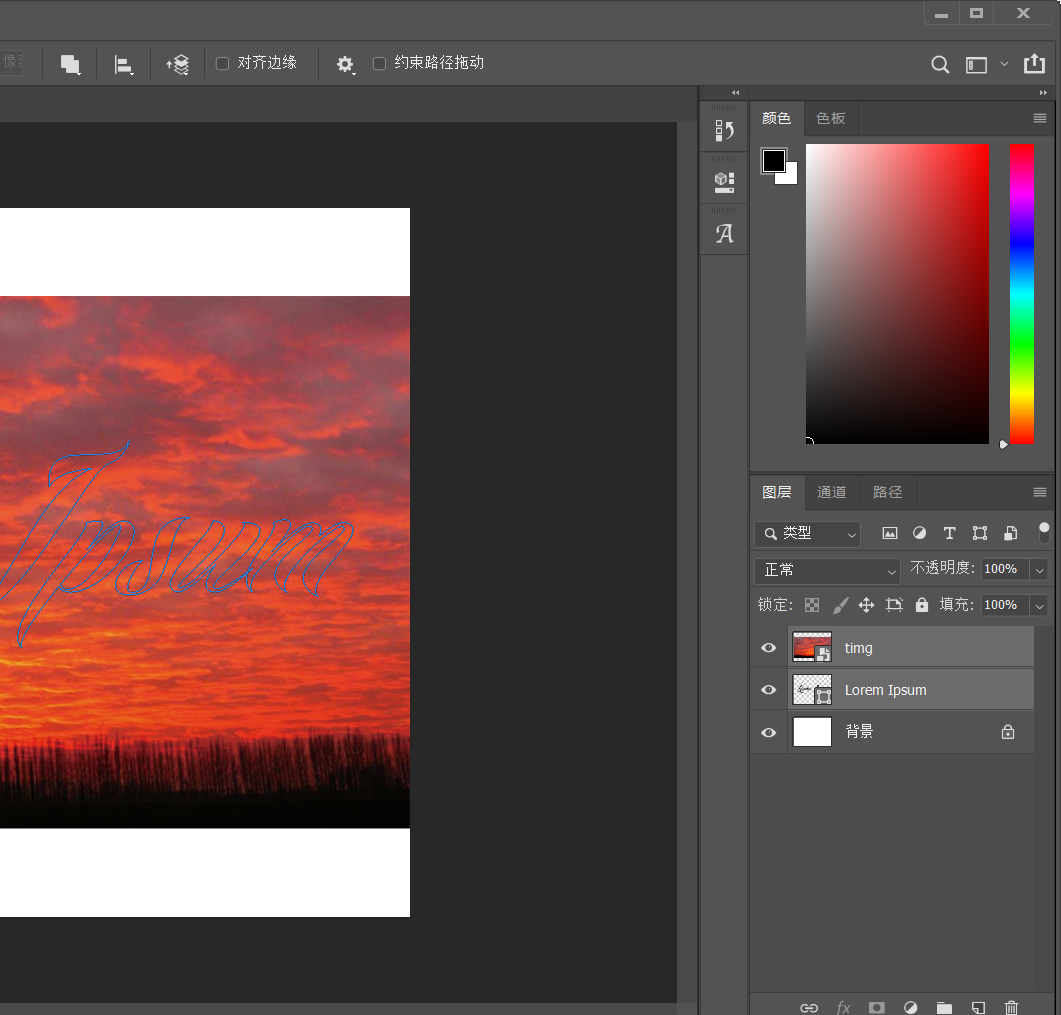 像
对齐边缘
约束路径拖动
颜色
色板
Ipsum
图层
通道
路径
类型
正常
不透明度: 100%
锁定:
填充: 100%
timg
Lorem Ipsum
背景
fx